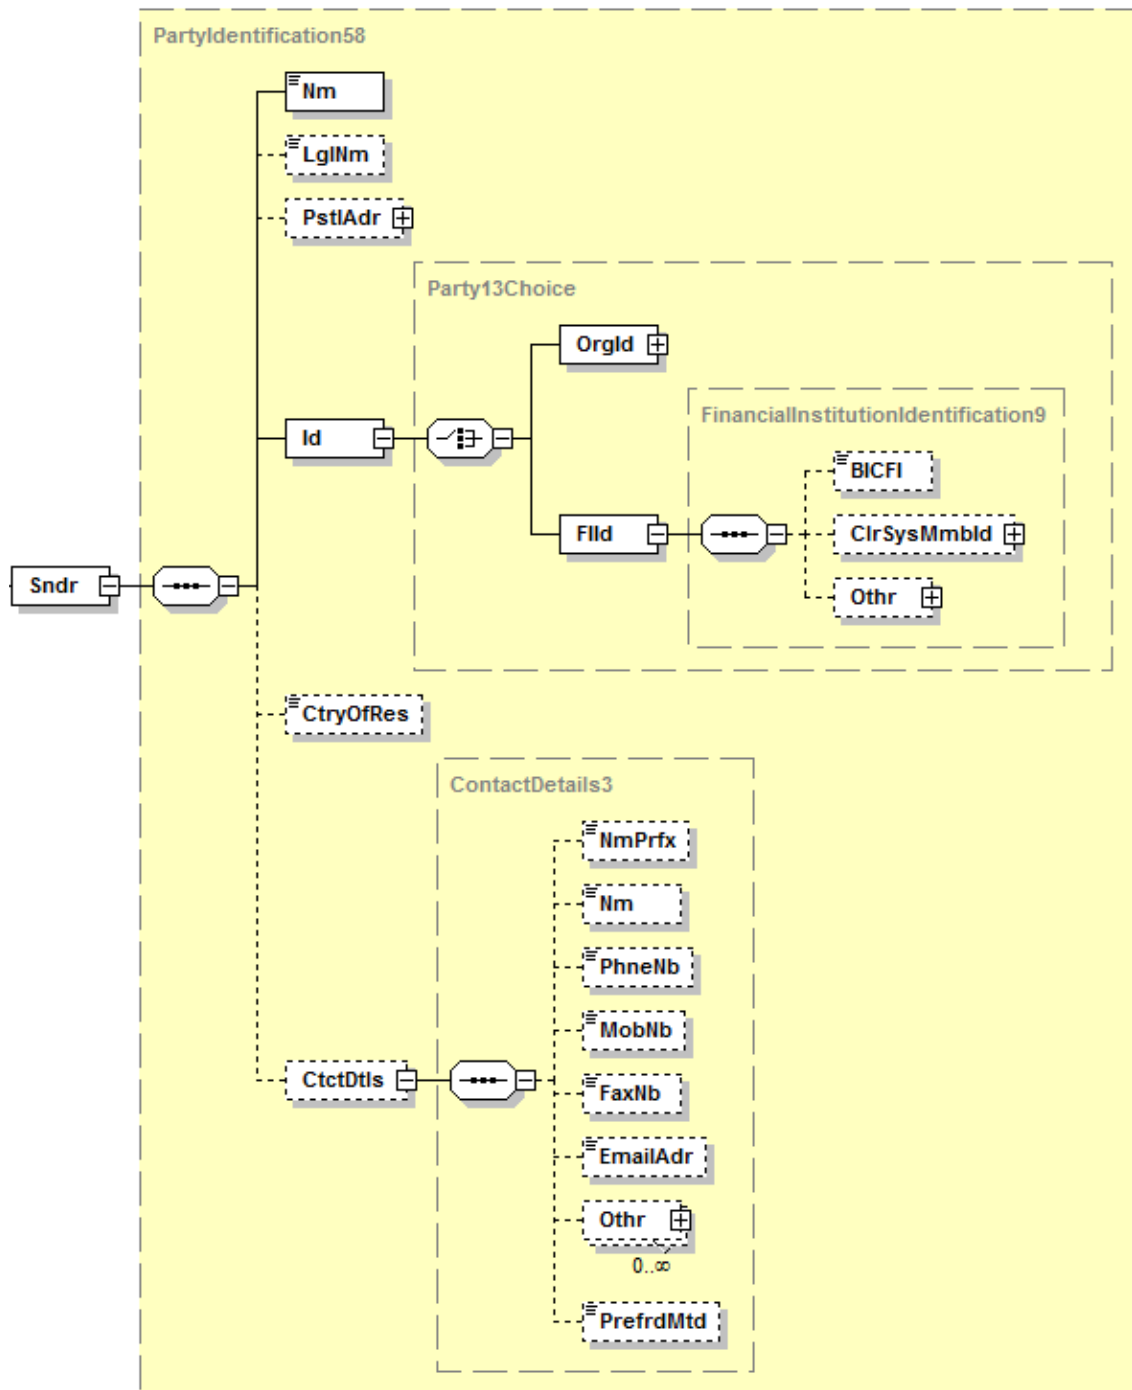 PartyIdentification58
Nm
LglNm
PstlAdr
Party13Choice
OrgId
FinancialInstitutionIdentification9
BICFI
Id
FIId
ClrSysMmbId
Othr
Sndr
CtryOfRes
ContactDetails3
NmPrfx
Nm
PhneNb
MobNb
CtctDtls
FaxNb
EmailAdr
Othr
0..∞
PrefrdMtd